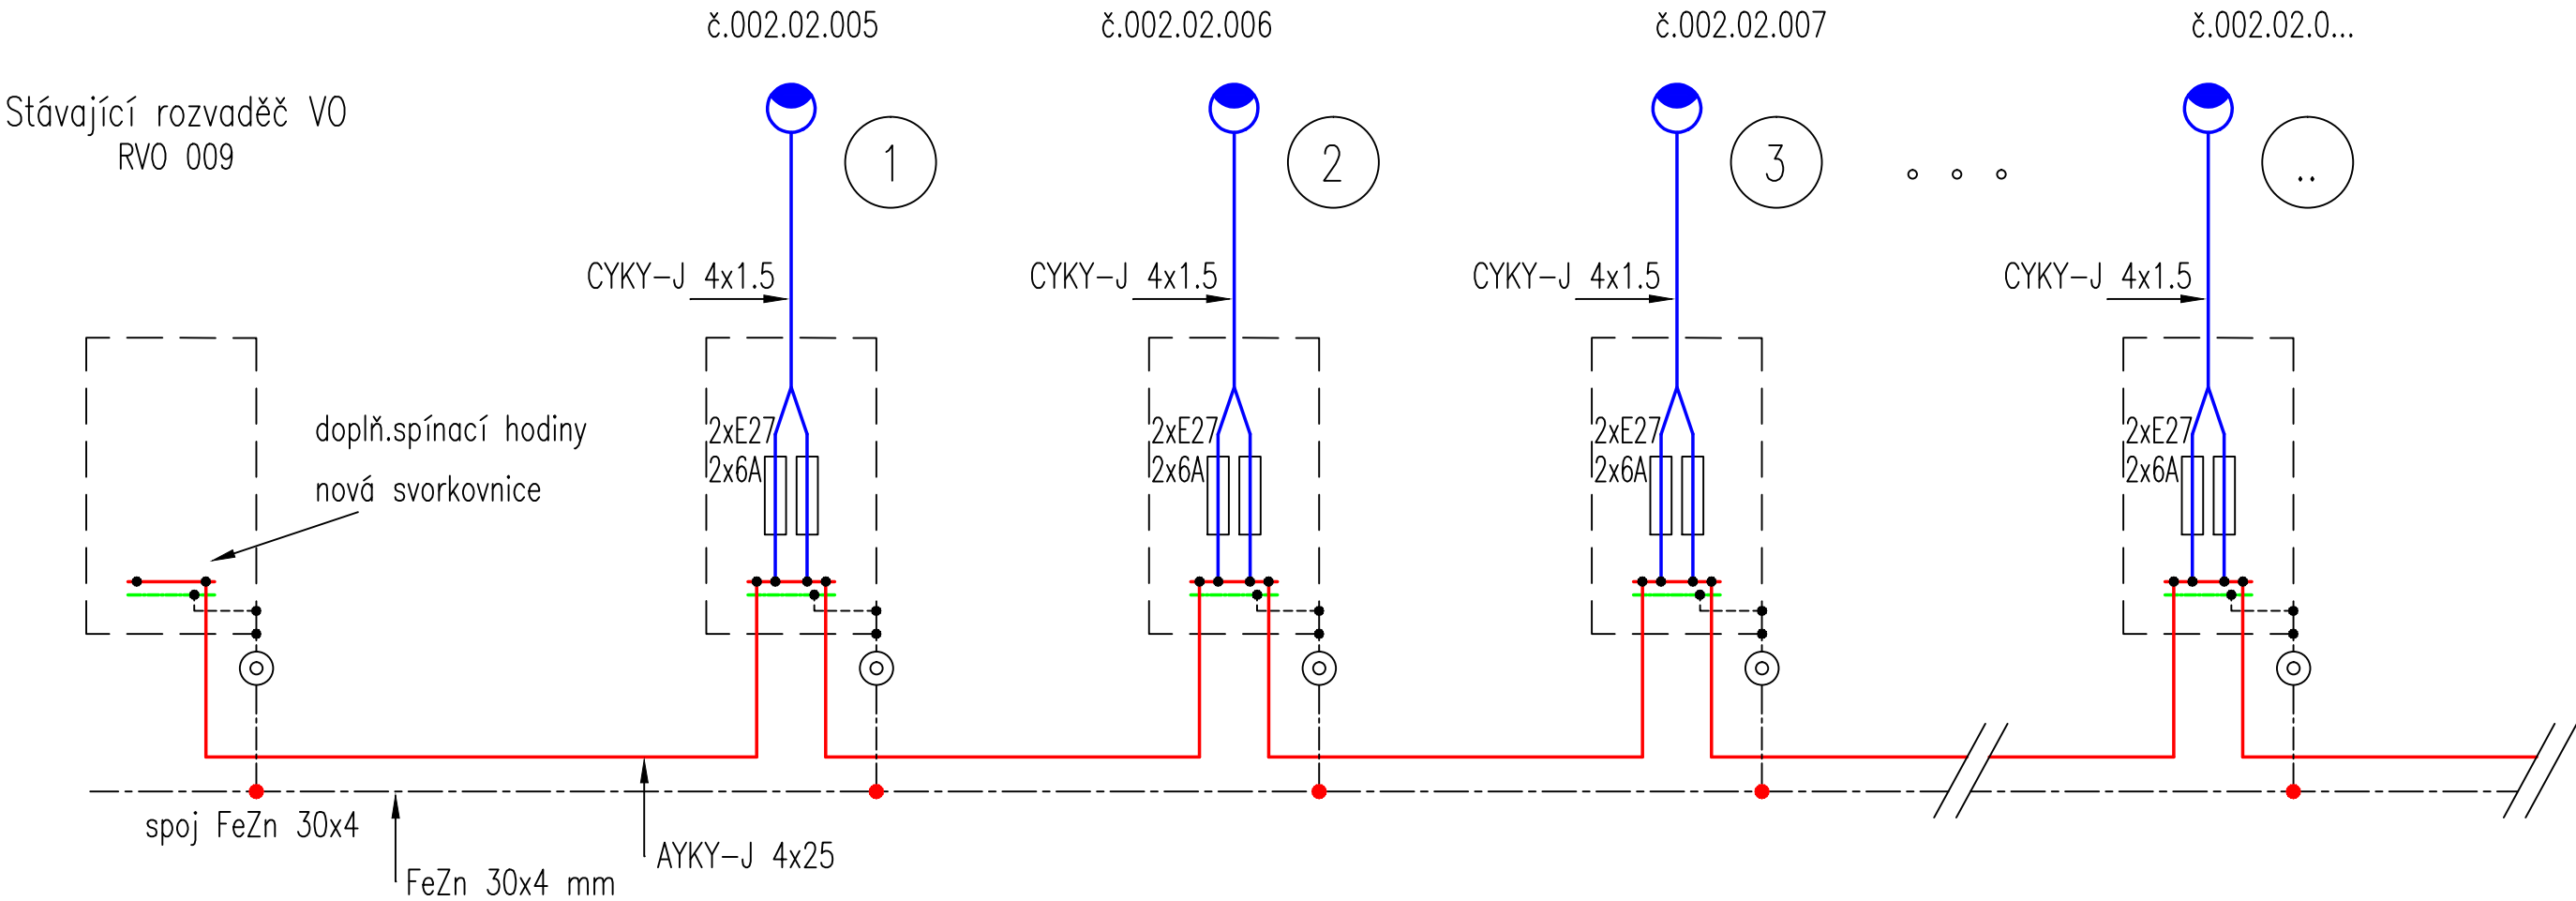 č.002.02.005
č.002.02.006
č.002.02.007
č.002.02.0...
Stávající rozvaděč VO
RVO 009
1
2
3
..
CYKY-J 4x1.5
CYKY-J 4x1.5
CYKY-J 4x1.5
CYKY-J 4x1.5
doplň.spínací hodiny
nová svorkovnice
2xE27
2x6A
2xE27
2x6A
2xE27
2x6A
2xE27
2x6A
spoj FeZn 30x4
AYKY-J 4x25
FeZn 30x4 mm